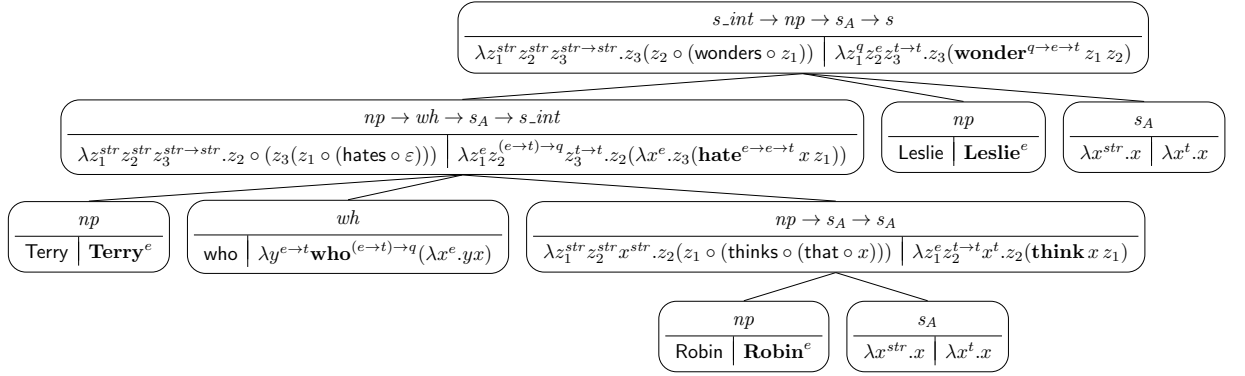 s_int → np → s_A → s
λz₁^{str} z₂^{str} z₃^{str→str}.z₃(z₂ ∘ (wonders ∘ z₁)) | λz₁^q z₂^e z₃^{t→t}.z₃(wonder^{q→e→t} z₁ z₂)
np → wh → s_A → s_int
λz₁^{str} z₂^{str} z₃^{str→str}.z₂ ∘ (z₃(z₁ ∘ (hates ∘ ε))) | λz₁^e z₂^{(e→t)→q} z₃^{t→t}.z₂(λx^e.z₃(hate^{e→e→t} x z₁))
np
Leslie | Leslie^e
s_A
λx^{str}.x | λx^t.x
np
Terry | Terry^e
wh
who | λy^{e→t}who^{(e→t)→q}(λx^e.yx)
np → s_A → s_A
λz₁^{str} z₂^{str} x^{str}.z₂(z₁ ∘ (thinks ∘ (that ∘ x))) | λz₁^e z₂^{t→t} x^t.z₂(think x z₁)
np
Robin | Robin^e
s_A
λx^{str}.x | λx^t.x